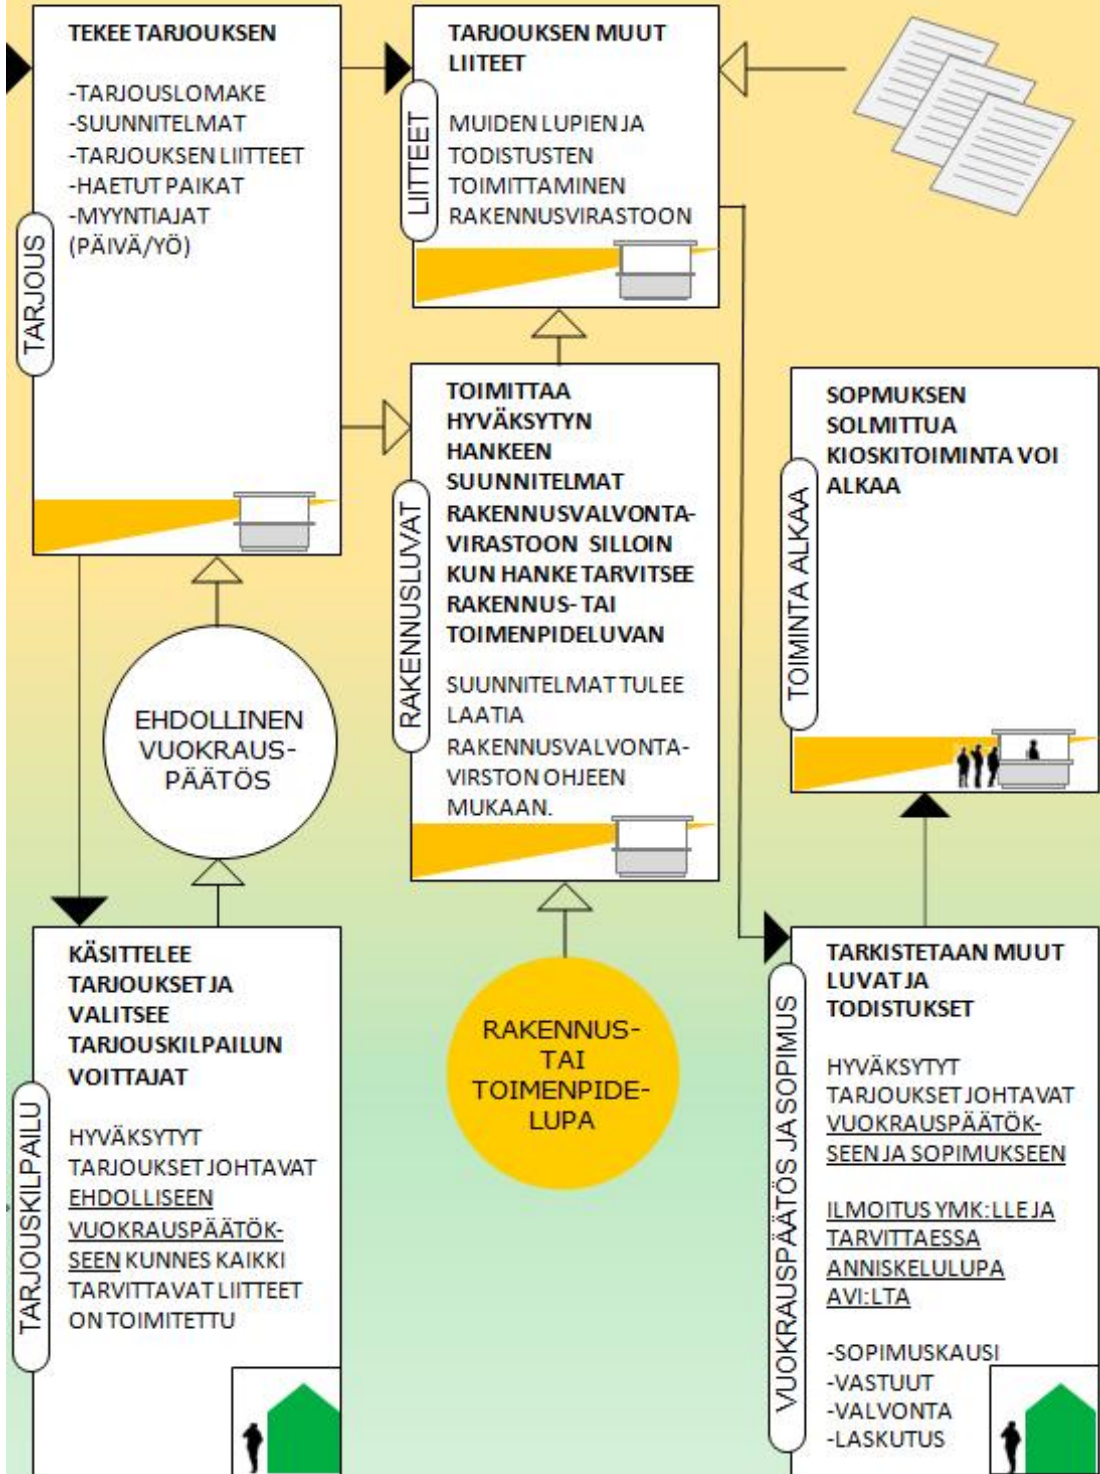 TEKEE TARJOUKSEN
-TARJOUSLOMAKE
-SUUNNITELMAT
-TARJOUKSEN LIITTEET
-HAETUT PAIKAT
-MYYNTIAJAT
(PÄIVÄ/YÖ)
TARJOUS
TARJOUKSEN MUUT
LIITEET
MUIDEN LUPIEN JA
TODISTUSTEN
TOIMITTAMINEN
RAKENNUSVIRASTOON
LIITTEET
TOIMITTAA
HYVÄKSYTYN
HANKEEN
SUUNNITELMAT
RAKENNUSVALVONTA-
VIRASTOON SILLOIN
KUN HANKE TARVITSEE
RAKENNUS- TAI
TOIMENPIDELUVAN
SUUNNITELMAT TULEE
LAATIA
RAKENNUSVALVONTA-
VIRSTON OHJEEN
MUKAAN.
RAKENNUSLUVAT
SOPMUKSEN
SOLMITTUA
KIOSKITOIMINTA VOI
ALKAA
TOIMINTA ALKAA
EHDOLLINEN
VUOKRAUS-
PÄÄTÖS
KÄSITTELEE
TARJOUKSET JA
VALITSEE
TARJOUSKILPAILUN
VOITTAJAT
HYVÄKSYTYT
TARJOUKSET JOHTAVAT
EHDOLLISEEN
VUOKRAUSPÄÄTÖK-
SEEN KUNNES KAIKKI
TARVITTAVAT LIITTEET
ON TOIMITETTU
TARJOUSKILPAILU
RAKENNUS-
TAI
TOIMENPIDE-
LUPA
TARKISTETAAN MUUT
LUVAT JA
TODISTUKSET
HYVÄKSYTYT
TARJOUKSET JOHTAVAT
VUOKRAUSPÄÄTÖK-
SEEN JA SOPIMUKSEEN
ILMOITUS YMK:LLE JA
TARVITTAESSA
ANNISKELULUPA
AVI:LTA
-SOPIMUSKAUSI
-VASTUUT
-VALVONTA
-LASKUTUS
VUOKRAUSPÄÄTÖS JA SOPIMUS